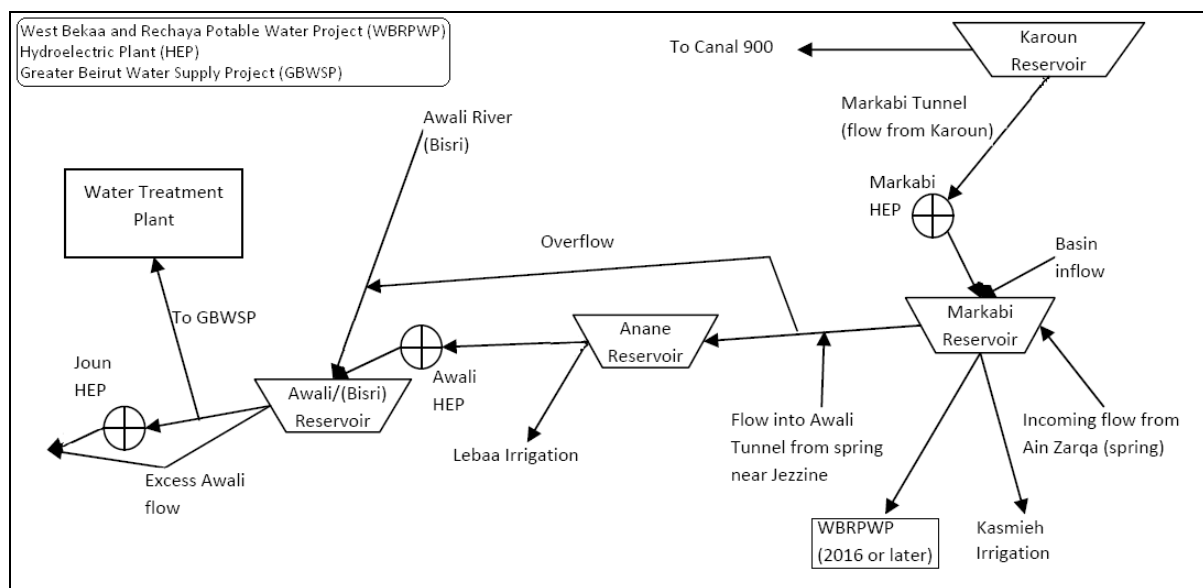 West Bekaa and Rechaya Potable Water Project (WBRPWP)
Hydroelectric Plant (HEP)
Greater Beirut Water Supply Project (GBWSP)
To Canal 900
Karoun
Reservoir
Markabi Tunnel
(flow from Karoun)
Awali River
(Bisri)
Water Treatment
Plant
Markabi
HEP
Overflow
Basin
inflow
To GBWSP
Anane
Reservoir
Markabi
Reservoir
Joun
HEP
Awali/(Bisri)
Reservoir
Awali
HEP
Flow into Awali
Tunnel from spring
near Jezzine
Incoming flow from
Ain Zarqa (spring)
Lebaa Irrigation
Excess Awali
flow
WBRPWP
(2016 or later)
Kasmieh
Irrigation